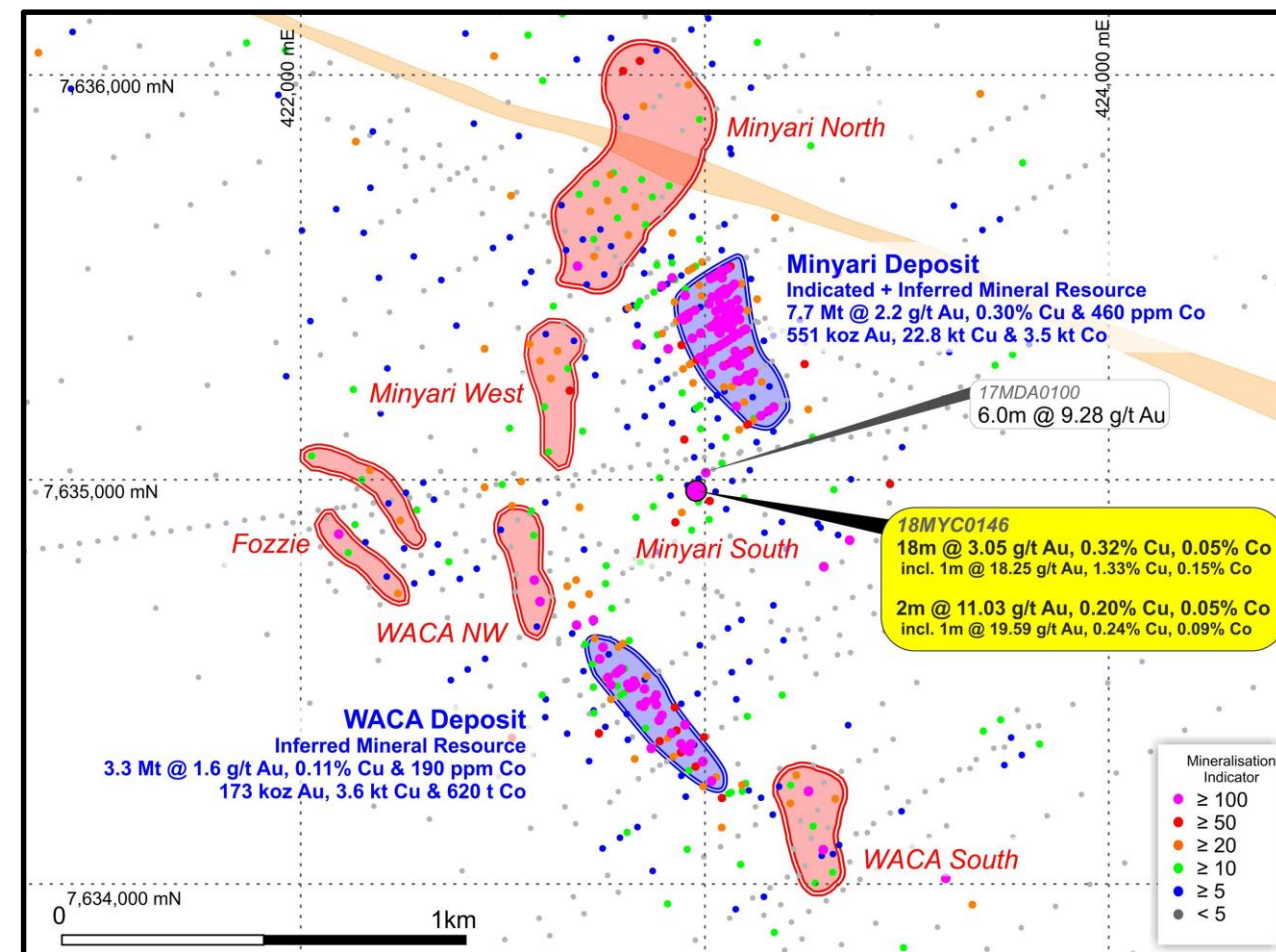 7,636,000 mN
422,000 mE
424,000 mE
Minyari North
Minyari Deposit
Indicated + Inferred Mineral Resource
7.7 Mt @ 2.2 g/t Au, 0.30% Cu & 460 ppm Co
551 koz Au, 22.8 kt Cu & 3.5 kt Co
Minyari West
17MDA0100
6.0m @ 9.28 g/t Au
7,635,000 mN
18MYC0146
18m @ 3.05 g/t Au, 0.32% Cu, 0.05% Co
incl. 1m @ 18.25 g/t Au, 1.33% Cu, 0.15% Co
2m @ 11.03 g/t Au, 0.20% Cu, 0.05% Co
incl. 1m @ 19.59 g/t Au, 0.24% Cu, 0.09% Co
Fozzie
Minyari South
WACA NW
WACA Deposit
Inferred Mineral Resource
3.3 Mt @ 1.6 g/t Au, 0.11% Cu & 190 ppm Co
173 koz Au, 3.6 kt Cu & 620 t Co
WACA South
Mineralisation
Indicator
≥ 100
≥ 50
≥ 20
≥ 10
≥ 5
< 5
7,634,000 mN
0
1km